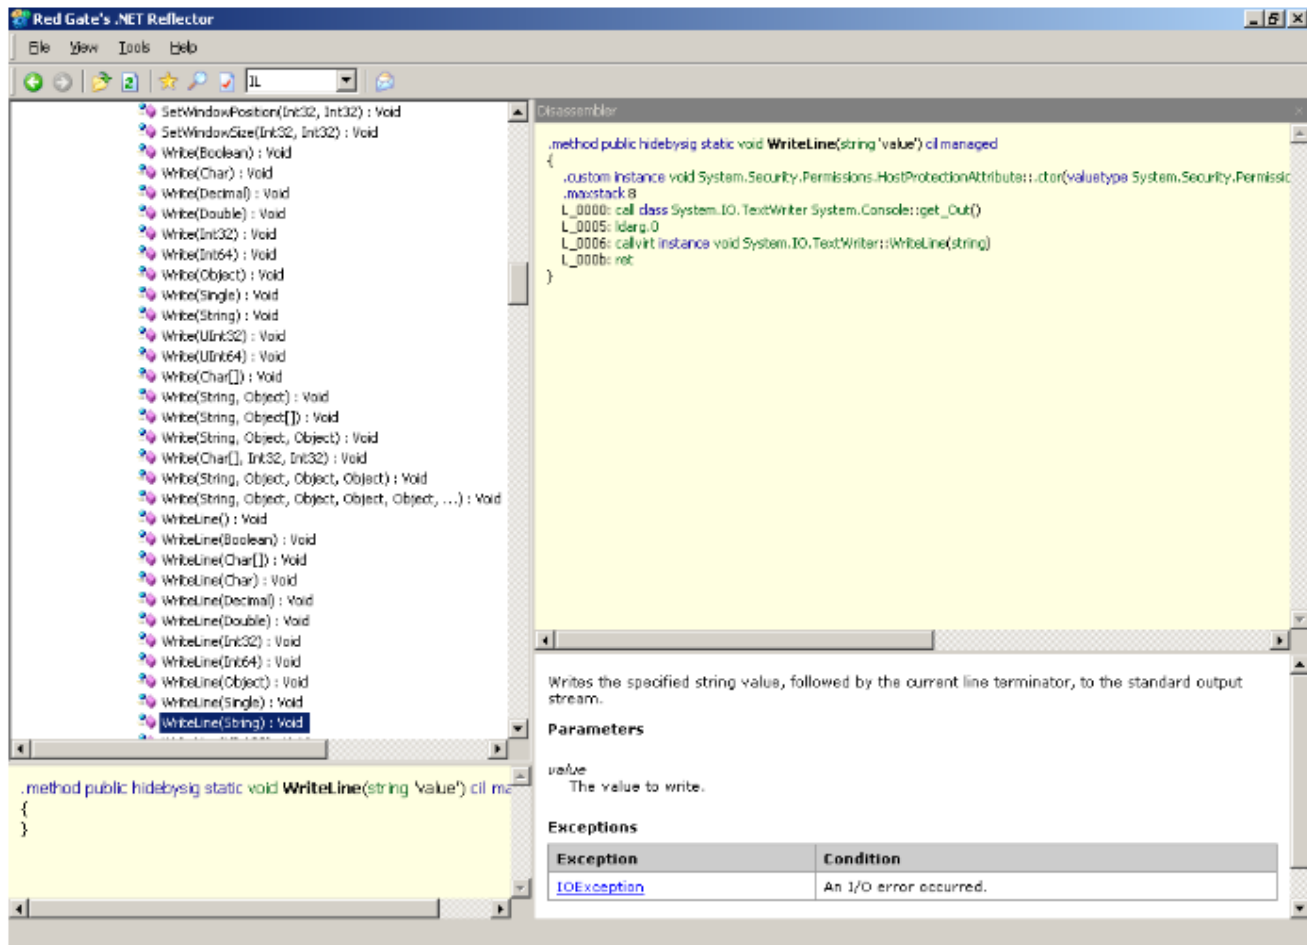 Red Gate's .NET Reflector
File View Tools Help
IL
SetWindowPosition(Int32, Int32) : Void
SetWindowSize(Int32, Int32) : Void
Write(Boolean) : Void
Write(Char) : Void
Write(Decimal) : Void
Write(Double) : Void
Write(Int32) : Void
Write(Int64) : Void
Write(Object) : Void
Write(Single) : Void
Write(String) : Void
Write(UInt32) : Void
Write(UInt64) : Void
Write(Char[]) : Void
Write(String, Object) : Void
Write(String, Object[]) : Void
Write(String, Object, Object) : Void
Write(Char[], Int32, Int32) : Void
Write(String, Object, Object, Object) : Void
Write(String, Object, Object, Object, Object, ...) : Void
WriteLine() : Void
WriteLine(Boolean) : Void
WriteLine(Char[]) : Void
WriteLine(Char) : Void
WriteLine(Decimal) : Void
WriteLine(Double) : Void
WriteLine(Int32) : Void
WriteLine(Int64) : Void
WriteLine(Object) : Void
WriteLine(Single) : Void
WriteLine(String) : Void
.method public hidebysig static void WriteLine(string 'value') cil ma
{
}
Disassembler
.method public hidebysig static void WriteLine(string 'value') cil managed
{
.custom instance void System.Security.Permissions.HostProtectionAttribute::.ctor(valuetype System.Security.Permissic
.maxstack 8
L_0000: call class System.IO.TextWriter System.Console::get_Out()
L_0005: ldarg.0
L_0006: callvirt instance void System.IO.TextWriter::WriteLine(string)
L_000b: ret
}
Writes the specified string value, followed by the current line terminator, to the standard output
stream.
Parameters
value
The value to write.
Exceptions
Exception Condition
IOException An I/O error occurred.